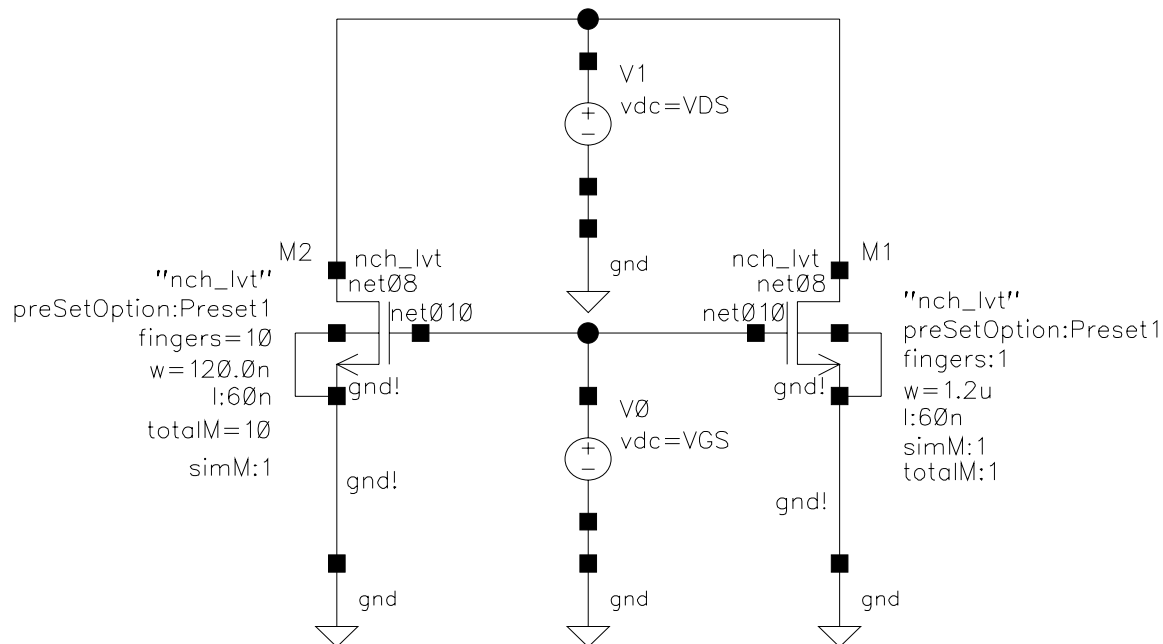 V1
vdc=VDS
gnd
M2
nch_lvt
net08
net010
"nch_lvt"
preSetOption:Preset1
fingers=10
w=120.0n
l:60n
totalM=10
simM:1
gnd!
gnd!
gnd
V0
vdc=VGS
gnd
nch_lvt
M1
net08
net010
gnd!
"nch_lvt"
preSetOption:Preset1
fingers:1
w=1.2u
l:60n
simM:1
totalM:1
gnd!
gnd